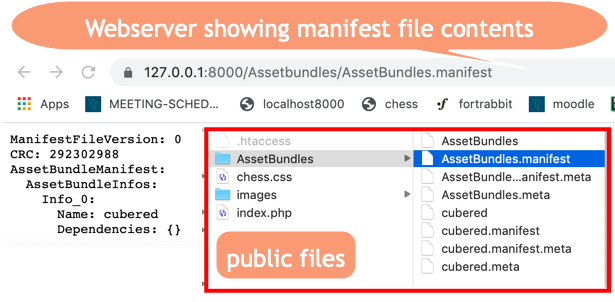 Webserver showing manifest file contents
127.0.0.1:8000/Assetbundles/AssetBundles.manifest
Apps MEETING-SCHED... localhost8000 chess fortrabbit moodle
ManifestFileVersion: 0
CRC: 292302988
AssetBundleManifest:
AssetBundleInfos:
Info_0:
Name: cubered
Dependencies: {}
.htaccess
AssetBundles
chess.css
images
index.php
public files
AssetBundles
AssetBundles.manifest
AssetBundle...anifest.meta
AssetBundles.meta
cubered
cubered.manifest
cubered.manifest.meta
cubered.meta